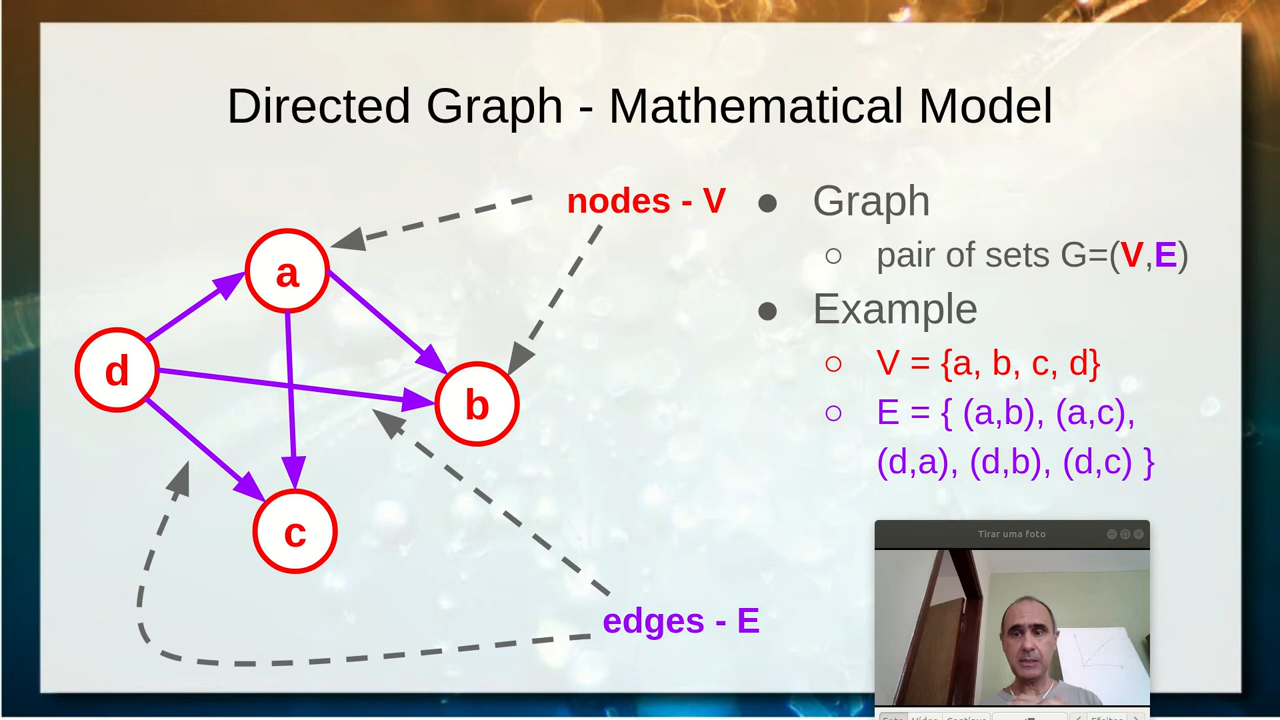 Directed Graph - Mathematical Model
nodes - V
a
d
b
c
edges - E
● Graph
○ pair of sets G=(V,E)
● Example
○ V = {a, b, c, d}
○ E = { (a,b), (a,c),
(d,a), (d,b), (d,c) }
Tirar uma foto